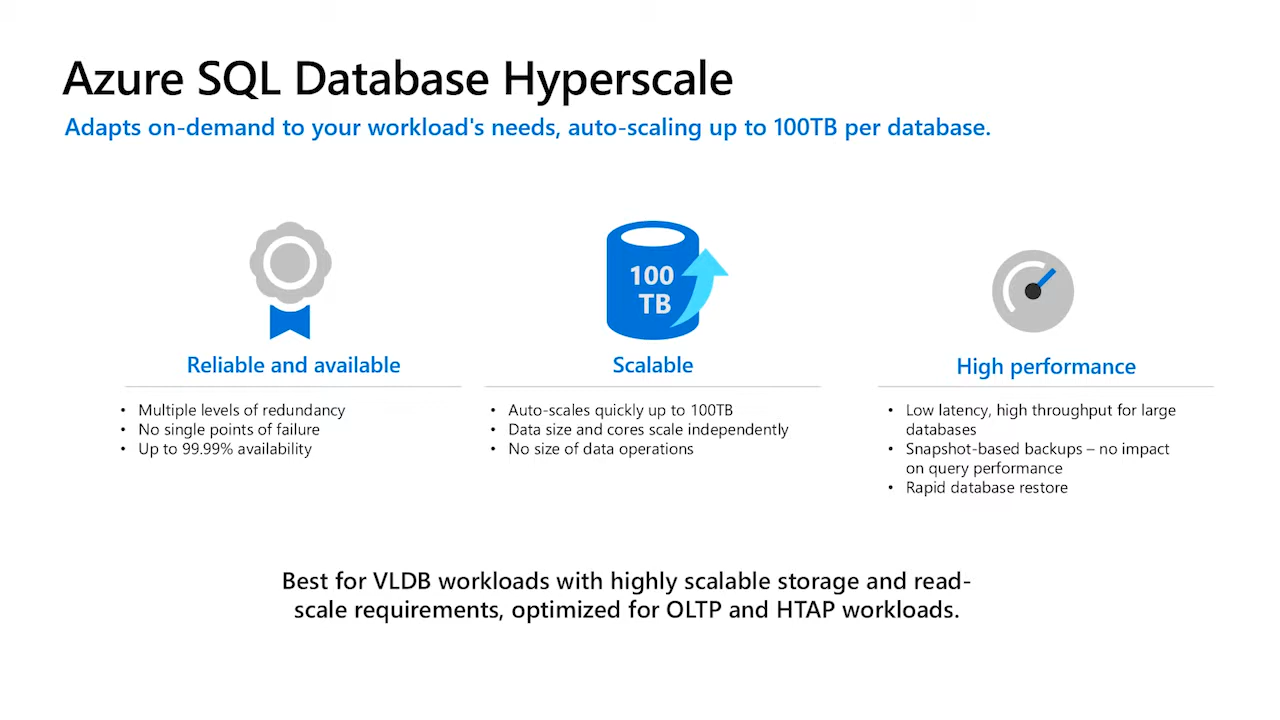 Azure SQL Database Hyperscale
Adapts on-demand to your workload's needs, auto-scaling up to 100TB per database.
100
TB
Reliable and available
• Multiple levels of redundancy
• No single points of failure
• Up to 99.99% availability
Scalable
• Auto-scales quickly up to 100TB
• Data size and cores scale independently
• No size of data operations
High performance
• Low latency, high throughput for large
databases
• Snapshot-based backups – no impact
on query performance
• Rapid database restore
Best for VLDB workloads with highly scalable storage and read-
scale requirements, optimized for OLTP and HTAP workloads.